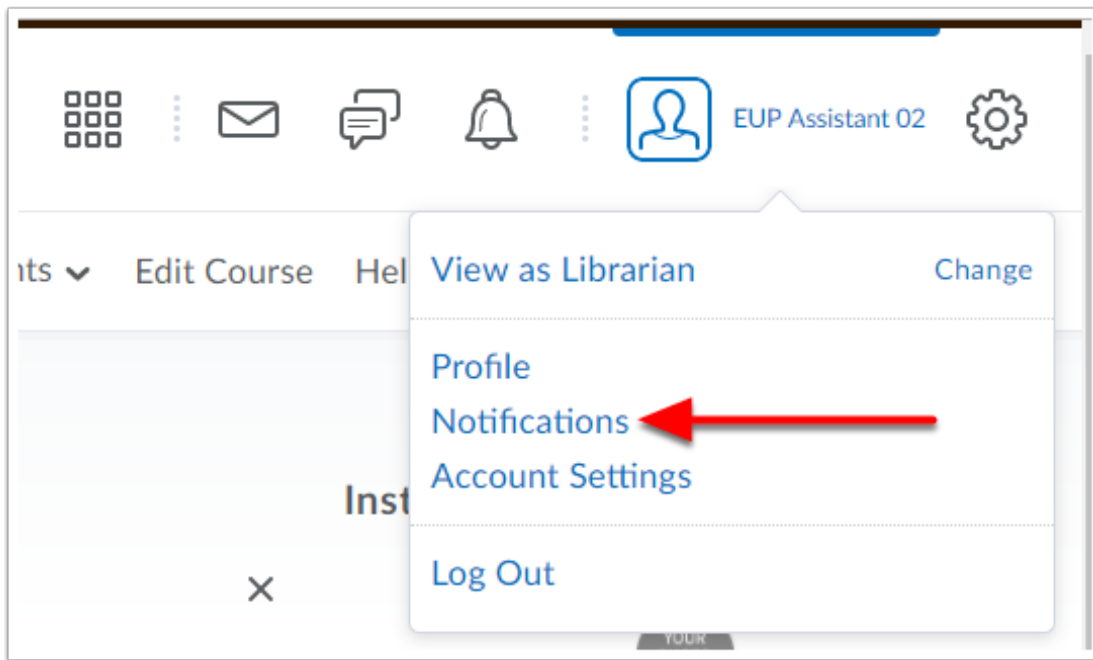 EUP Assistant 02
nts Edit Course Hel
View as Librarian Change
Profile
Notifications
Account Settings
Inst
Log Out
YOUR